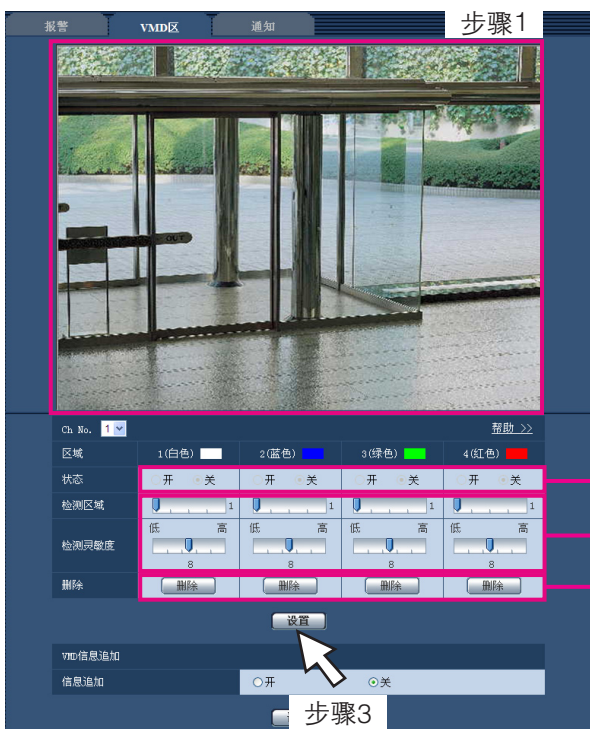 报警 VMD区 通知 步骤1
OUT
Ch No. 1 帮助 >>
区域 1(白色) 2(蓝色) 3(绿色) 4(红色)
状态 开 关 开 关 开 关 开 关
检测区域 1 1 1 1
检测灵敏度 低 高 低 高 低 高 低 高
8 8 8 8
删除 删除 删除 删除 删除
设置
VMD信息追加
信息追加 开 关
步骤3